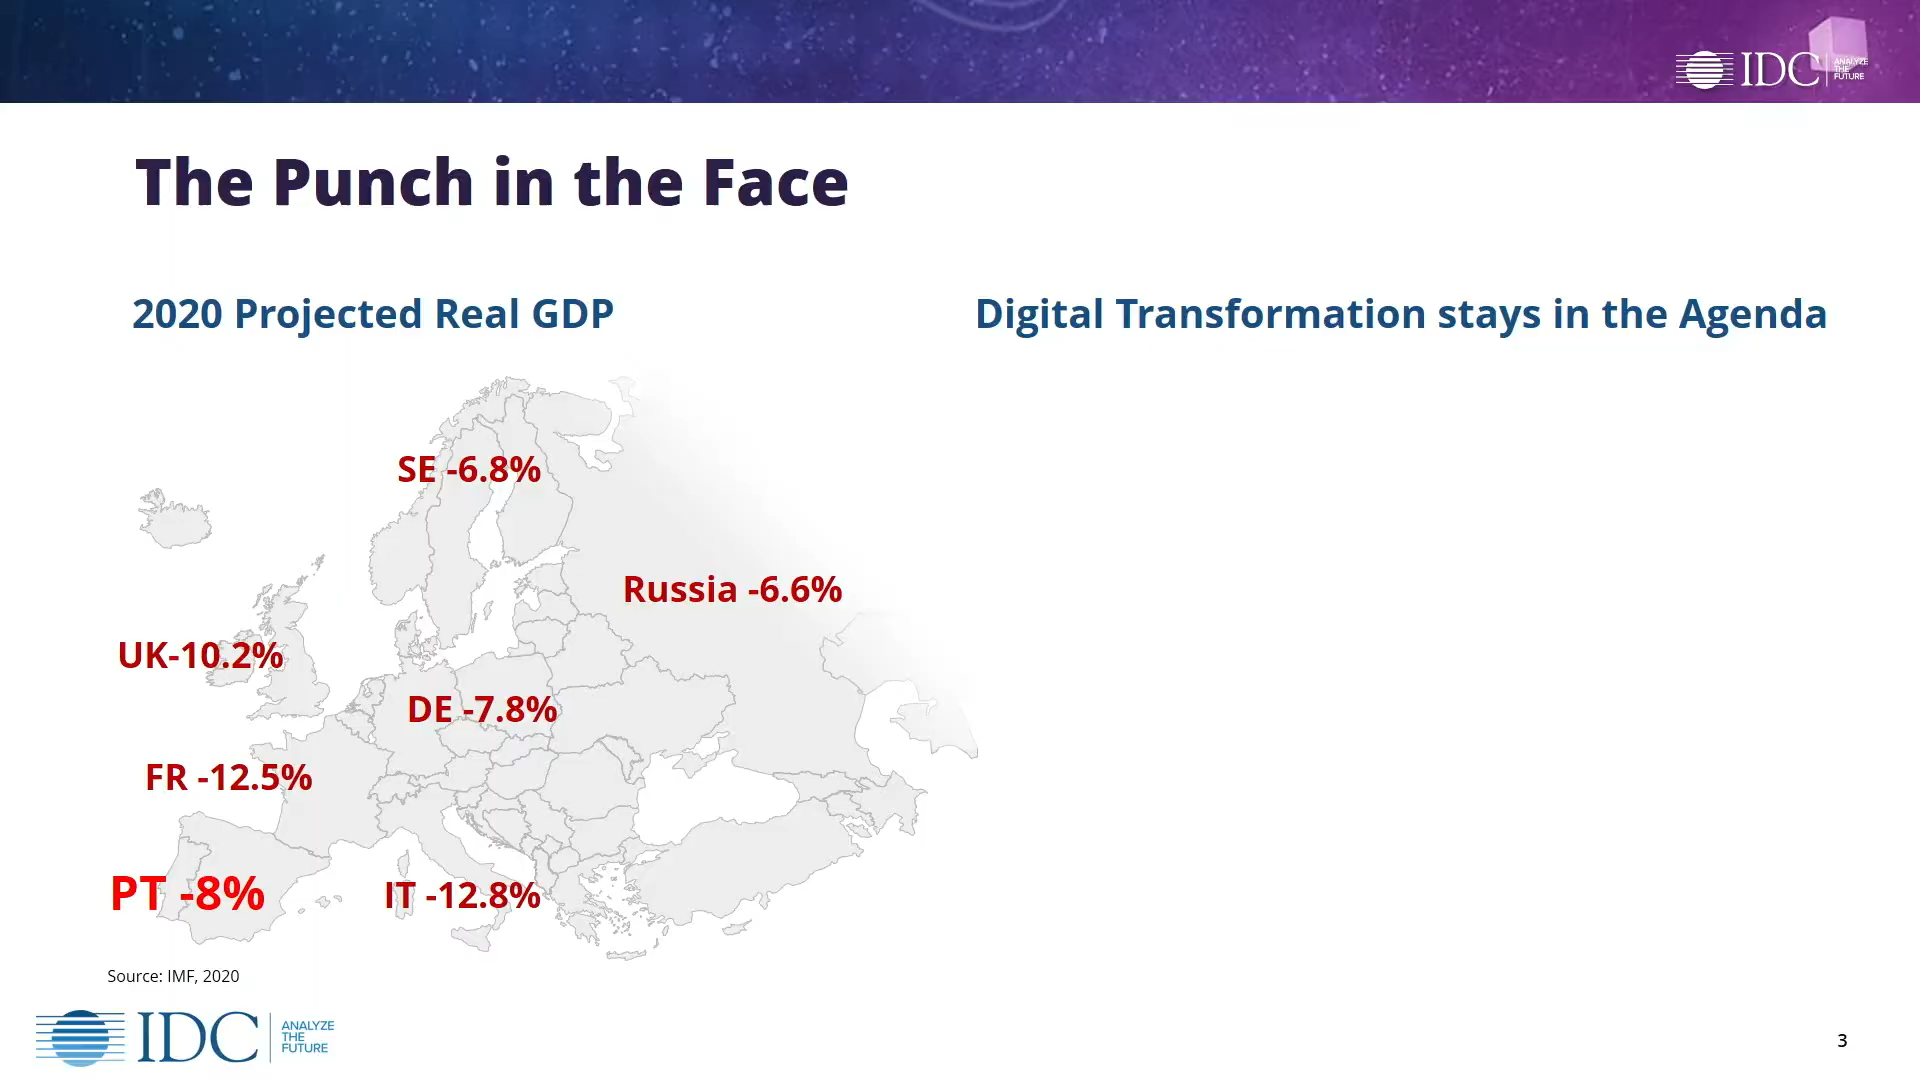 IDC ANALYZE THE FUTURE
The Punch in the Face
2020 Projected Real GDP
Digital Transformation stays in the Agenda
SE -6.8%
Russia -6.6%
UK-10.2%
DE -7.8%
FR -12.5%
PT -8%
IT -12.8%
Source: IMF, 2020
IDC
ANALYZE
THE
FUTURE
3